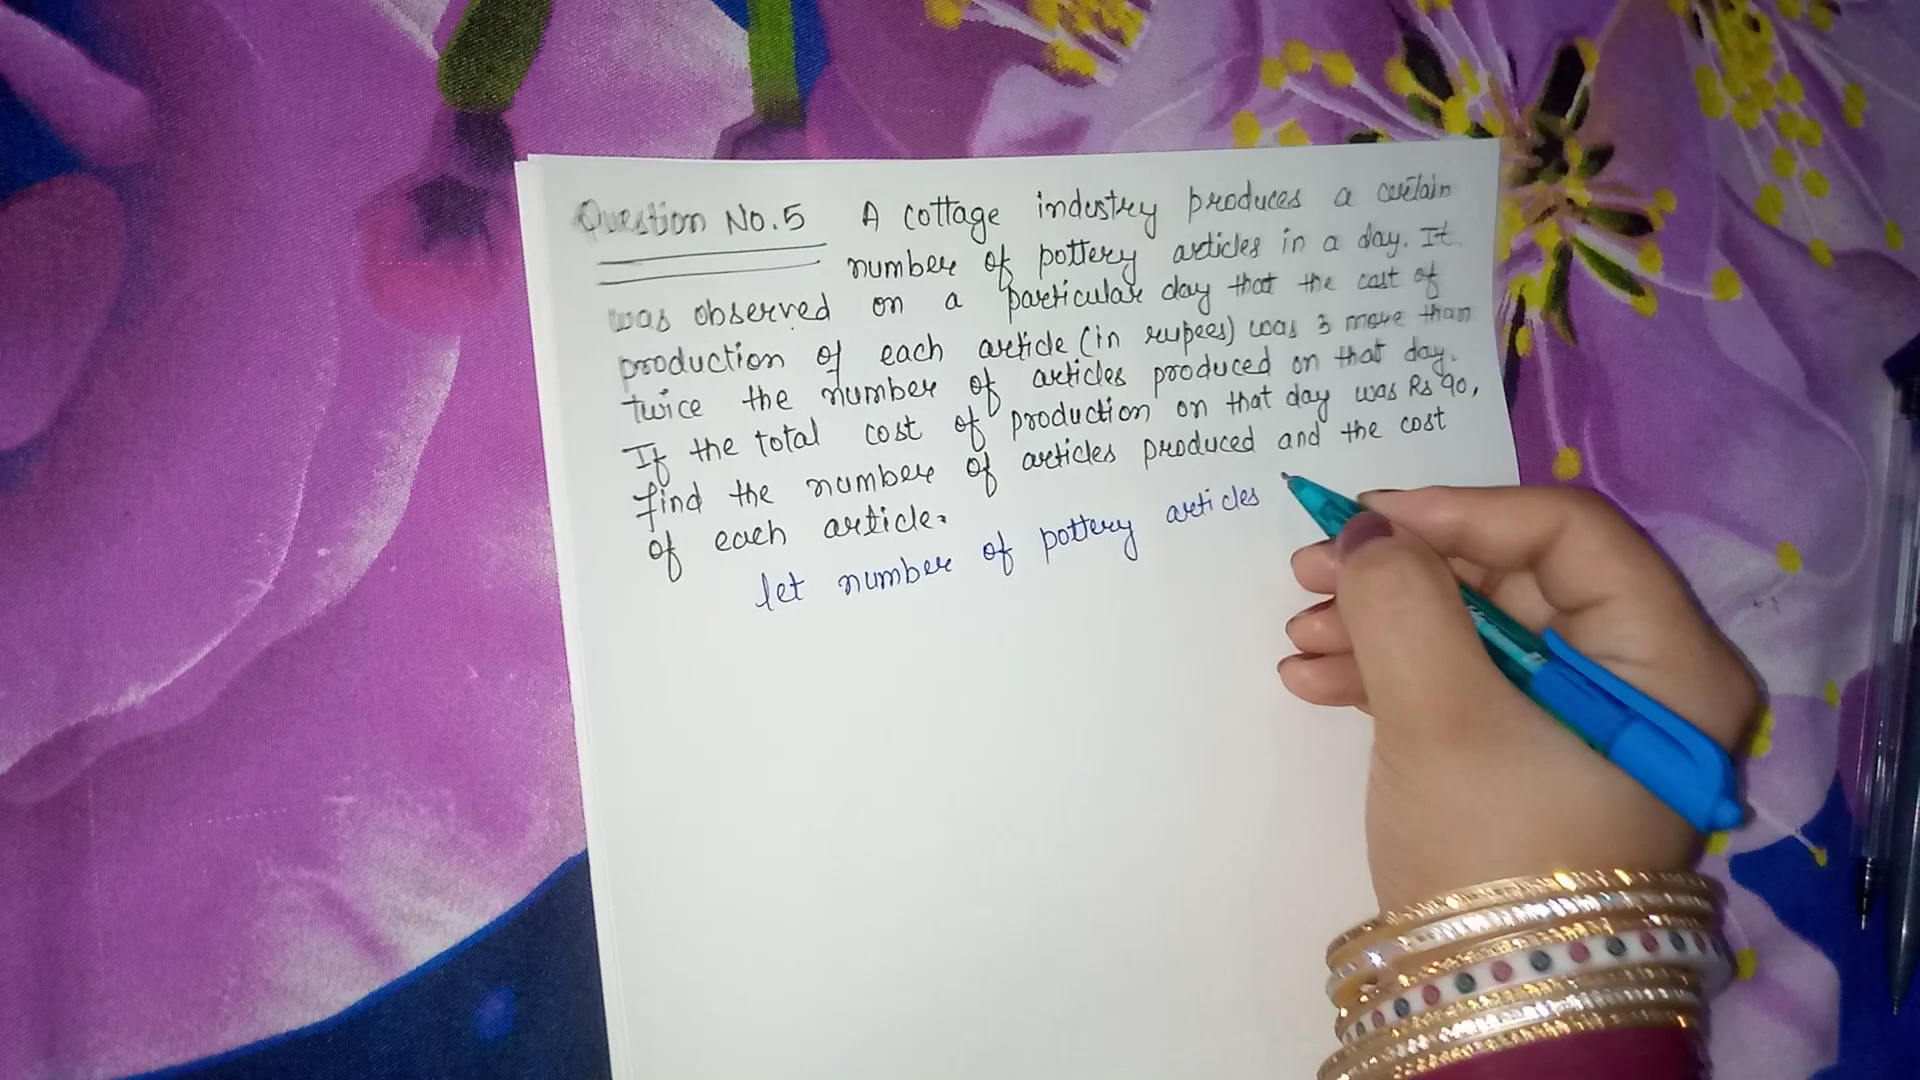 Question No.5 A cottage industry produces a certain
number of pottery articles in a day. It
was observed on a particular day that the cost of
production of each article (in rupees) was 3 more than
twice the number of articles produced on that day.
If the total cost of production on that day was Rs 90,
find the number of articles produced and the cost
of each article.
let number of pottery articles